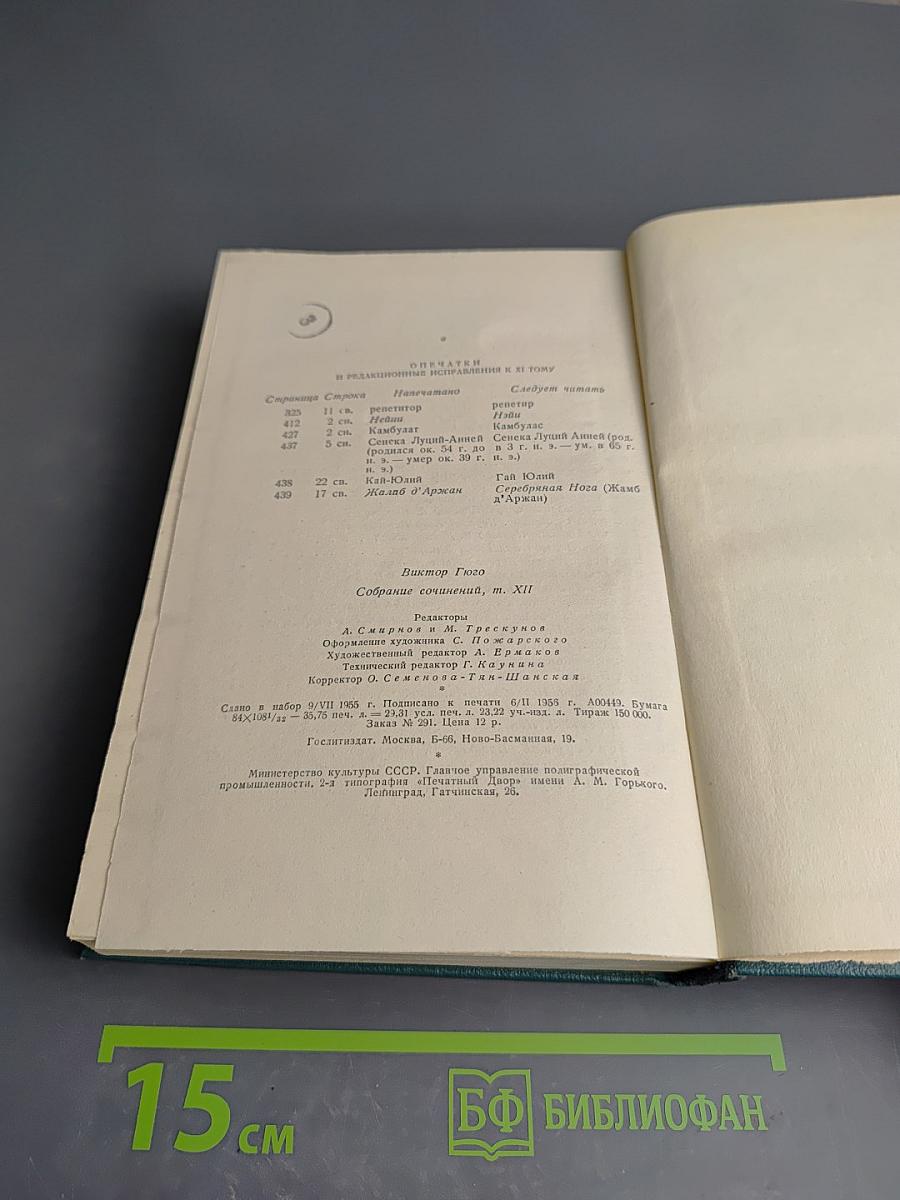 ОПЕЧАТКИ
И РЕДАКЦИОННЫЕ ИСПРАВЛЕНИЯ К XI ТОМУ
Страница Строка Напечатано Следует читать
325 11 св. репетитор репетир
412 2 сн. Нейии Нэйи
427 2 сн. Камбулат Камбулас
437 5 сн. Сенека Луций-Анней Сенека Луций Анней (род.
(родился ок. 54 г. до в 3 г. н. э. — ум. в 65 г.
н. э. — умер ок. 39 г. н. э.)
н. э.)
438 22 св. Кай-Юлий Гай Юлий
439 17 св. Жалаб д'Аржан Серебряная Нога (Жамб
д'Аржан)
Виктор Гюго
Собрание сочинений, т. XII
Редакторы
А. Смирнов и М. Трескунов
Оформление художника С. Пожарского
Художественный редактор А. Ермаков
Технический редактор Г. Каунина
Корректор О. Семенова-Тян-Шанская
*
Сдано в набор 9/VII 1955 г. Подписано к печати 6/II 1956 г. А00449. Бумага
84×108¹/₃₂ — 35,75 печ. л. = 29,31 усл. печ. л. 23,22 уч.-изд. л. Тираж 150 000.
Заказ № 291. Цена 12 р.
Гослитиздат. Москва, Б-66, Ново-Басманная, 19.
*
Министерство культуры СССР. Главное управление полиграфической
промышленности. 2-я типография «Печатный Двор» имени А. М. Горького.
Ленинград, Гатчинская, 26.
15 см
БФ БИБЛИОФАН